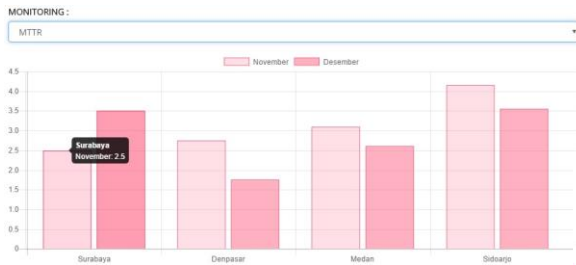 MONITORING :
MTTR
November Desember
4.5
4.0
3.5
3.0
2.5
2.0
1.5
1.0
0.5
0
Surabaya
November: 2.5
Surabaya Denpasar Medan Sidoarjo